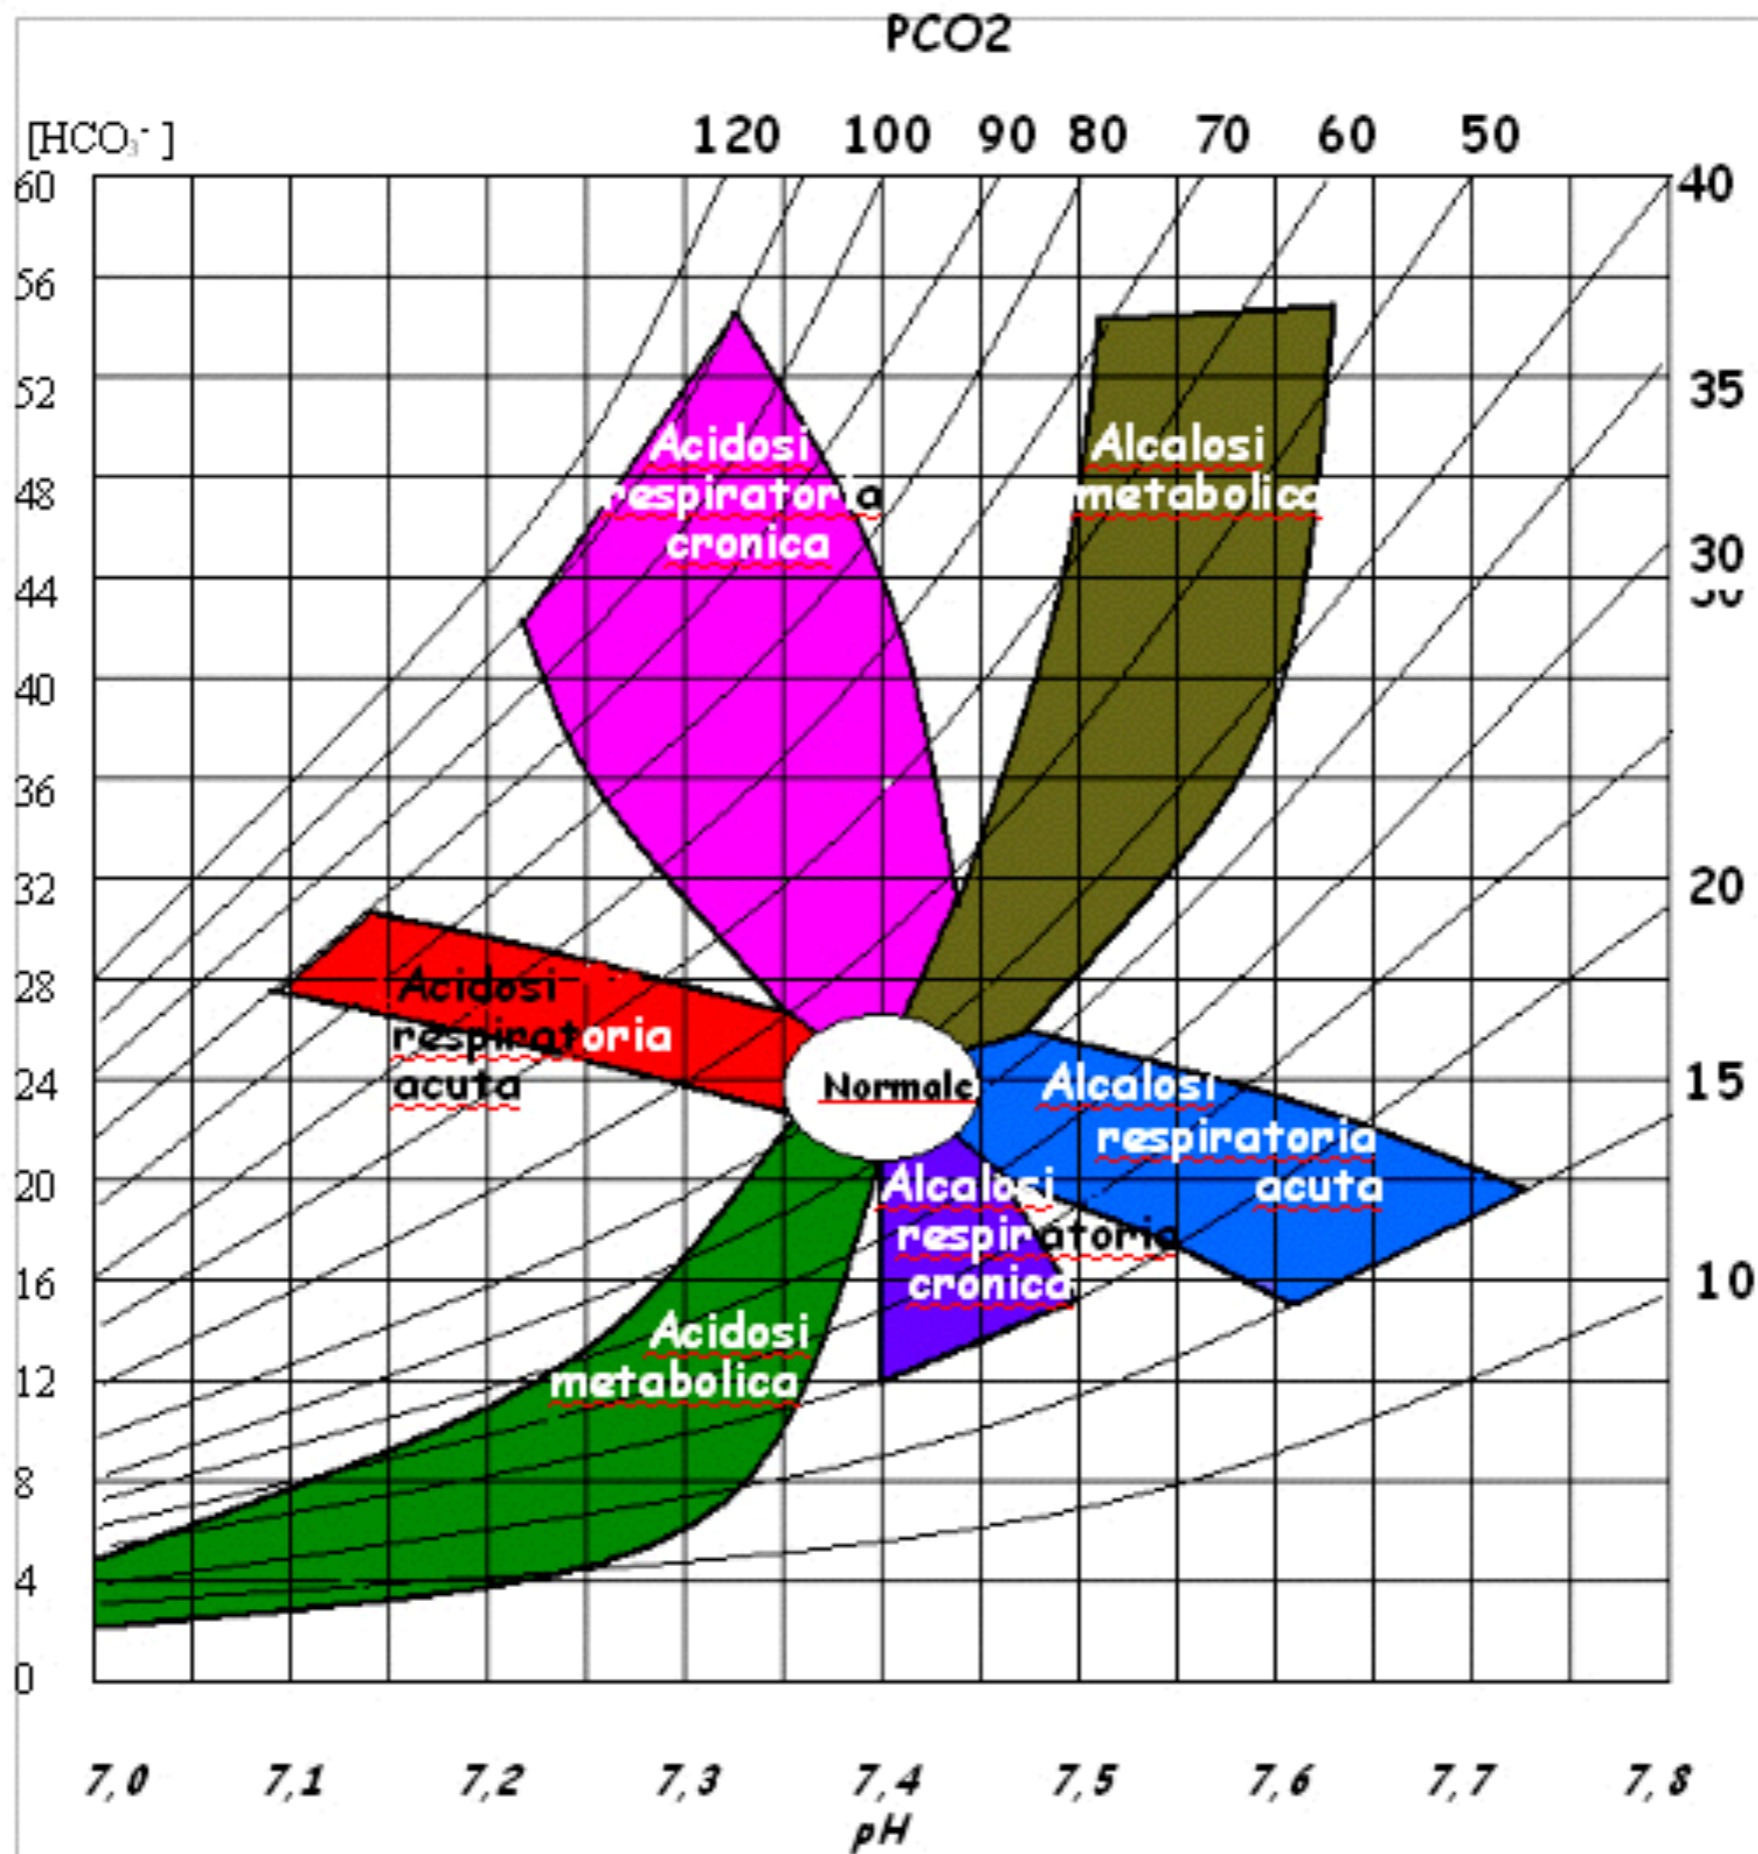 PCO2
[HCO₃⁻ ]
120 100 90 80 70 60 50
60
40
56
52
35
48
30
44
40
36
32
20
28
24
15
20
16
10
12
8
4
0
Acidosi
respiratoria
cronica
Alcalosi
metabolica
Acidosi
respiratoria
acuta
Normale
Alcalosi
respiratoria
acuta
Alcalosi
respiratoria
cronica
Acidosi
metabolica
7,0 7,1 7,2 7,3 7,4 7,5 7,6 7,7 7,8
pH